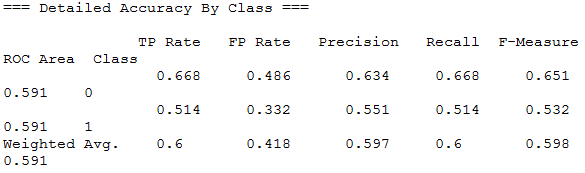 === Detailed Accuracy By Class ===
TP Rate FP Rate Precision Recall F-Measure
ROC Area Class
0.668 0.486 0.634 0.668 0.651
0.591 0
0.514 0.332 0.551 0.514 0.532
0.591 1
Weighted Avg. 0.6 0.418 0.597 0.6 0.598
0.591